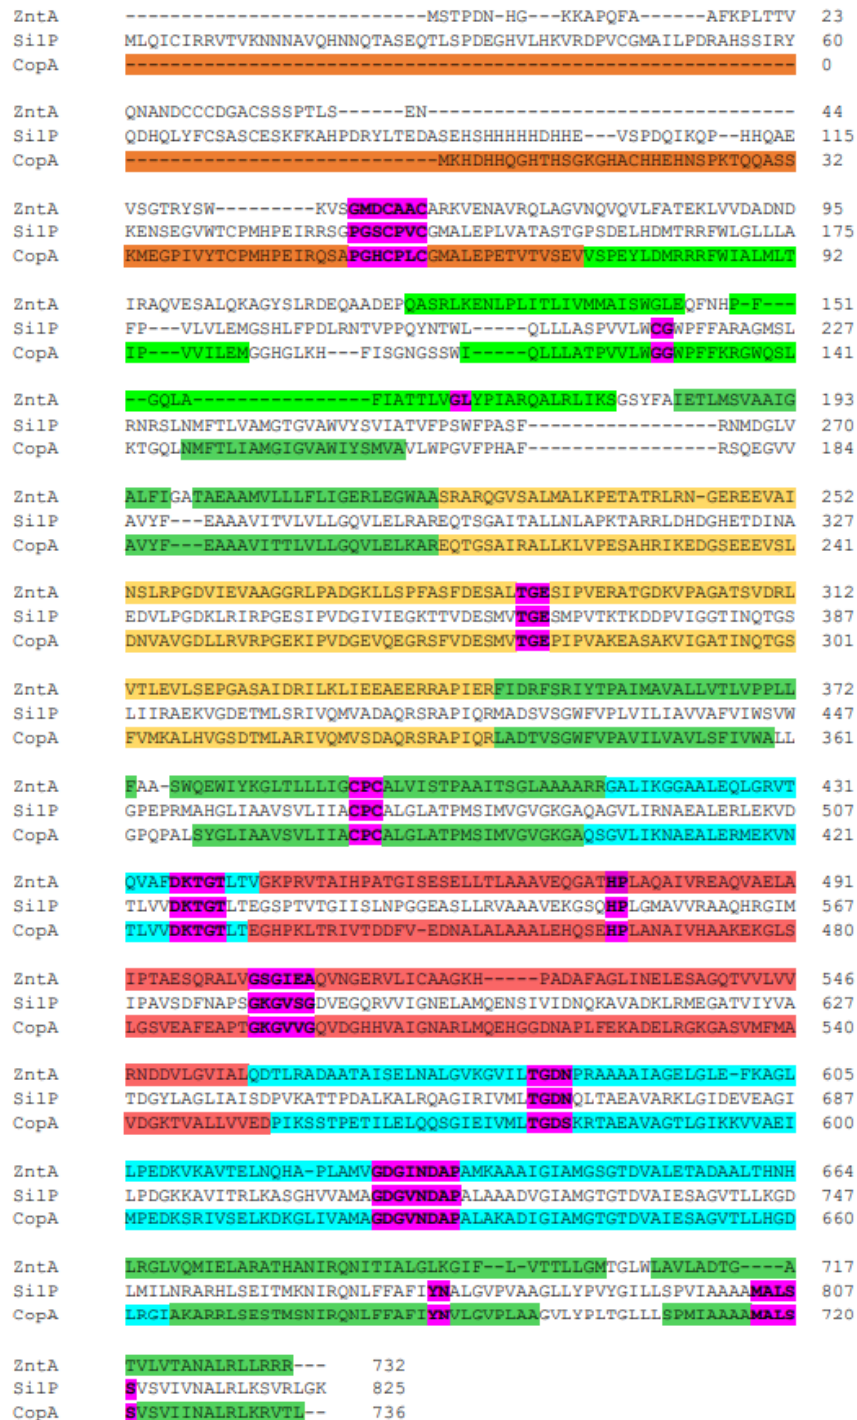 ZntA ---------------------------MSTPDN-HG---KKAPQFA------AFKPLTTV 23
SilP MLQICIRRVTVKNNNAVQHNNQTASEQTLSPDEGHVLHKVRDPVCGMAILPDRAHSSIRY 60
CopA ------------------------------------------------------------ 0
ZntA QNANDCCCDGACSSSPTLS------EN--------------------------------- 44
SilP QDHQLYFCSASCESKFKAHPDRYLTEDASEHSHHHHHDHHE---VSPDQIKQP--HHQAE 115
CopA ----------------------------MKHDHHQGHTHSGKGHACHHEHNSPKTQQASS 32
ZntA VSGTRYSW---------KVSGMDCAACARKVENAVRQLAGVNQVQVLFATEKLVVDADND 95
SilP KENSEGVWTCPMHPEIRRSGPGSCPVCGMALEPLVATASTGPSDELHDMTRRFWLGLLLA 175
CopA KMEGPIVYTCPMHPEIRQSAPGHCPLCGMALEPETVTVSEVVSPEYLDMRRRFWIALMLT 92
ZntA IRAQVESALQKAGYSLRDEQAADEPQASRLKENLPLITLIVMMAISWGLEQFNHP-F--- 151
SilP FP---VLVLEMGSHLFPDLRNTVPPQYNTWL-----QLLLASPVVLWCGWPFFARAGMSL 227
CopA IP---VVILEMGGHGLKH---FISGNGSSWI-----QLLLATPVVLWGGWPFFKRGWQSL 141
ZntA --GQLA----------------FIATTLVGLYPIARQALRLIKSGSYFAIETLMSVAAIG 193
SilP RNRSLNMFTLVAMGTGVAWVYSVIATVFPSWFPASF-----------------RNMDGLV 270
CopA KTGQLNMFTLIAMGIGVAWIYSMVAVLWPGVFPHAF-----------------RSQEGVV 184
ZntA ALFIGATAEAAMVLLLFLIGERLEGWAASRARQGVSALMALKPETATRLRN-GEREEVAI 252
SilP AVYF---EAAAVITVLVLLGQVLELRAREQTSGAITALLNLAPKTARRLDHDGHETDINA 327
CopA AVYF---EAAAVITTLVLLGQVLELKAREQTGSAIRALLKLVPESAHRIKEDGSEEEVSL 241
ZntA NSLRPGDVIEVAAGGRLPADGKLLSPFASFDESALTGESIPVERATGDKVPAGATSVDRL 312
SilP EDVLPGDKLRIRPGESIPVDGIVIEGKTTVDESMVTGESMPVTKTKDDPVIGGTINQTGS 387
CopA DNVAVGDLLRVRPGEKIPVDGEVQEGRSFVDESMVTGEPIPVAKEASAKVIGATINQTGS 301
ZntA VTLEVLSEPGASAIDRILKLIEEAEERRAPIERFIDRFSRIYTPAIMAVALLVTLVPPLL 372
SilP LIIRAEKVGDETMLSRIVQMVADAQRSRAPIQRMADSVSGWFVPLVILIAVVAFVIWSVW 447
CopA FVMKALHVGSDTMLARIVQMVSDAQRSRAPIQRLADTVSGWFVPAVILVAVLSFIVWALL 361
ZntA FAA-SWQEWIYKGLTLLLIGCPCALVISTPAAITSGLAAAARRGALIKGGAALEQLGRVT 431
SilP GPEPRMAHGLIAAVSVLIIACPCALGLATPMSIMVGVGKGAQAGVLIRNAEALERLEKVD 507
CopA GPQPALSYGLIAAVSVLIIACPCALGLATPMSIMVGVGKGAQSGVLIKNAEALERMEKVN 421
ZntA QVAFDKTGTLTVGKPRVTAIHPATGISESELLTLAAAVEQGATHPLAQAIVREAQVAELA 491
SilP TLVVDKTGTLTEGSPTVTGIISLNPGGEASLLRVAAAVEKGSQHPLGMAVVRAAQHRGIM 567
CopA TLVVDKTGTLTEGHPKLTRIVTDDFV-EDNALALAAALEHQSEHPLANAIVHAAKEKGLS 480
ZntA IPTAESQRALVGSGIEAQVNGERVLICAAGKH-----PADAFAGLINELESAGQTVVLVV 546
SilP IPAVSDFNAPSGKGVSGDVEGQRVVIGNELAMQENSIVIDNQKAVADKLRMEGATVIYVA 627
CopA LGSVEAFEAPTGKGVVGQVDGHHVAIGNARLMQEHGGDNAPLFEKADELRGKGASVMFMA 540
ZntA RNDDVLGVIALQDTLRADAATAISELNALGVKGVILTGDNPRAAAAIAGELGLE-FKAGL 605
SilP TDGYLAGLIAISDPVKATTPDALKALRQAGIRIVMLTGDNQLTAEAVARKLGIDEVEAGI 687
CopA VDGKTVALLVVEDPIKSSTPETILELQQSGIEIVMLTGDSKRTAEAVAGTLGIKKVVAEI 600
ZntA LPEDKVKAVTELNQHA-PLAMVGDGINDAPAMKAAAIGIAMGSGTDVALETADAALTHNH 664
SilP LPDGKKAVITRLKASGHVVAMAGDGVNDAPALAAADVGIAMGTGTDVAIESAGVTLLKGD 747
CopA MPEDKSRIVSELKDKGLIVAMAGDGVNDAPALAKADIGIAMGTGTDVAIESAGVTLLHGD 660
ZntA LRGLVQMIELARATHANIRQNITIALGLKGIF--L-VTTLLGMTGLWLAVLADTG----A 717
SilP LMILNRARHLSEITMKNIRQNLFFAFIYNALGVPVAAGLLYPVYGILLSPVIAAAAMALS 807
CopA LRGIAKARRLSESTMSNIRQNLFFAFIYNVLGVPLAAGVLYPLTGLLLSPMIAAAAMALS 720
ZntA TVLVTANALRLLRRR--- 732
SilP SVSVIVNALRLKSVRLGK 825
CopA SVSVIINALRLKRVTL-- 736